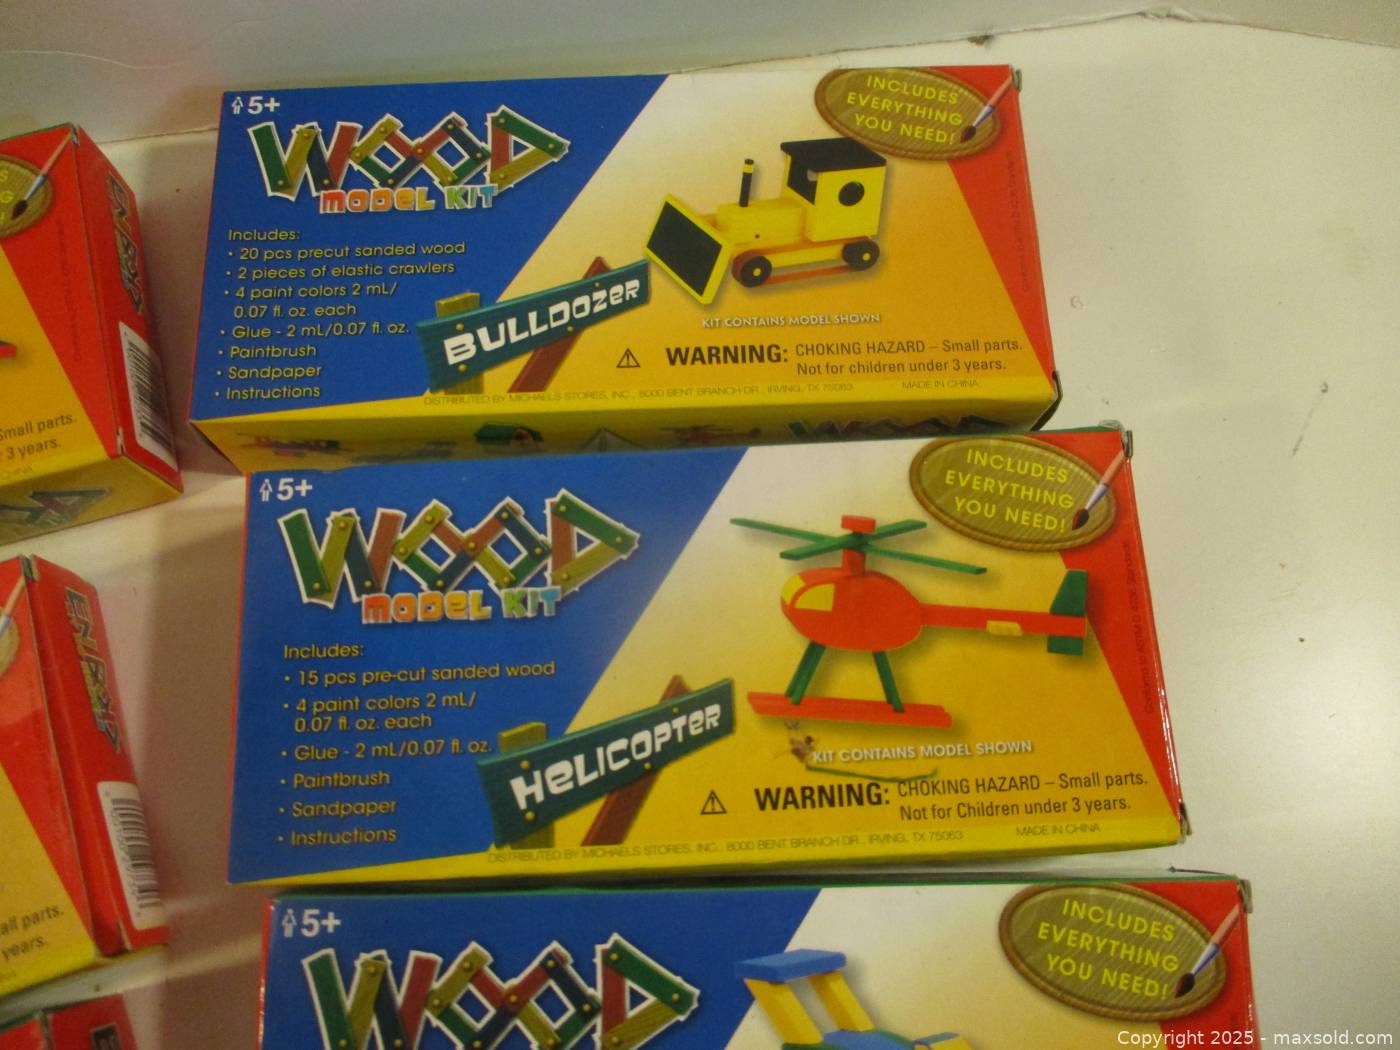 5+
WOOD
MODEL KIT
Includes:
• 20 pcs precut sanded wood
• 2 pieces of elastic crawlers
• 4 paint colors 2 mL/
0.07 fl. oz. each
• Glue - 2 mL/0.07 fl. oz.
• Paintbrush
• Sandpaper
• Instructions
BULLDOZER
INCLUDES
EVERYTHING
YOU NEED!
KIT CONTAINS MODEL SHOWN
WARNING: CHOKING HAZARD – Small parts.
Not for children under 3 years.
DISTRIBUTED BY MICHAELS STORES, INC., 8000 BENT BRANCH DR., IRVING, TX 75063
MADE IN CHINA
WOOD
5+
WOOD
MODEL KIT
Includes:
• 15 pcs pre-cut sanded wood
• 4 paint colors 2 mL/
0.07 fl. oz. each
• Glue - 2 mL/0.07 fl. oz.
• Paintbrush
• Sandpaper
• Instructions
HELICOPTER
INCLUDES
EVERYTHING
YOU NEED!
KIT CONTAINS MODEL SHOWN
WARNING: CHOKING HAZARD – Small parts.
Not for Children under 3 years.
DISTRIBUTED BY MICHAELS STORES, INC., 8000 BENT BRANCH DR., IRVING, TX 75063
MADE IN CHINA
5+
WOOD
INCLUDES
EVERYTHING
YOU NEED!
Small parts.
3 years.
parts.
years.
Copyright 2025 - maxsold.com